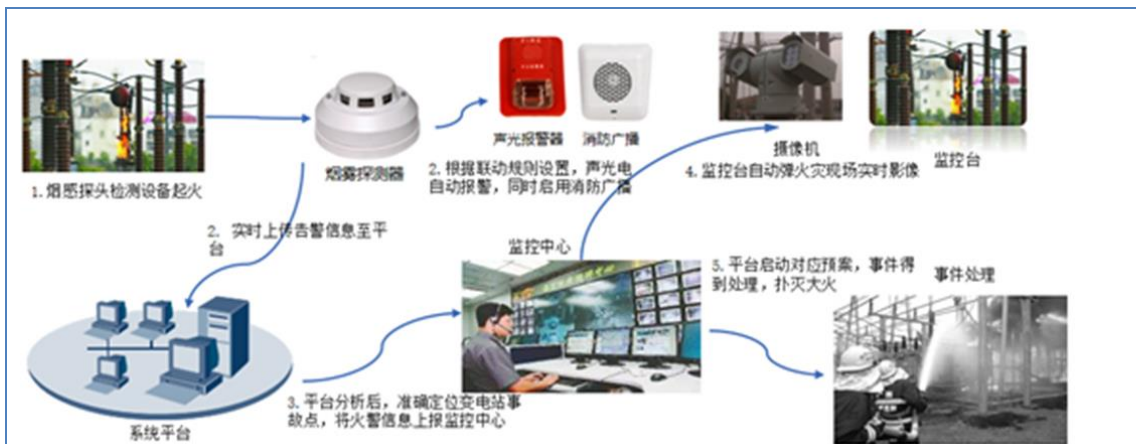 声光报警器
消防广播
摄像机
监控台
烟雾探测器
1.烟感探头检测设备起火
2.根据联动规则设置，声光电
自动报警，同时启用消防广播
4.监控台自动弹火灾现场实时影像
2. 实时上传告警信息至平
台
监控中心
5.平台启动对应预案，事件得
到处理，扑灭大火
事件处理
3.平台分析后，准确定位变电站事
故点，将火警信息上报监控中心
系统平台